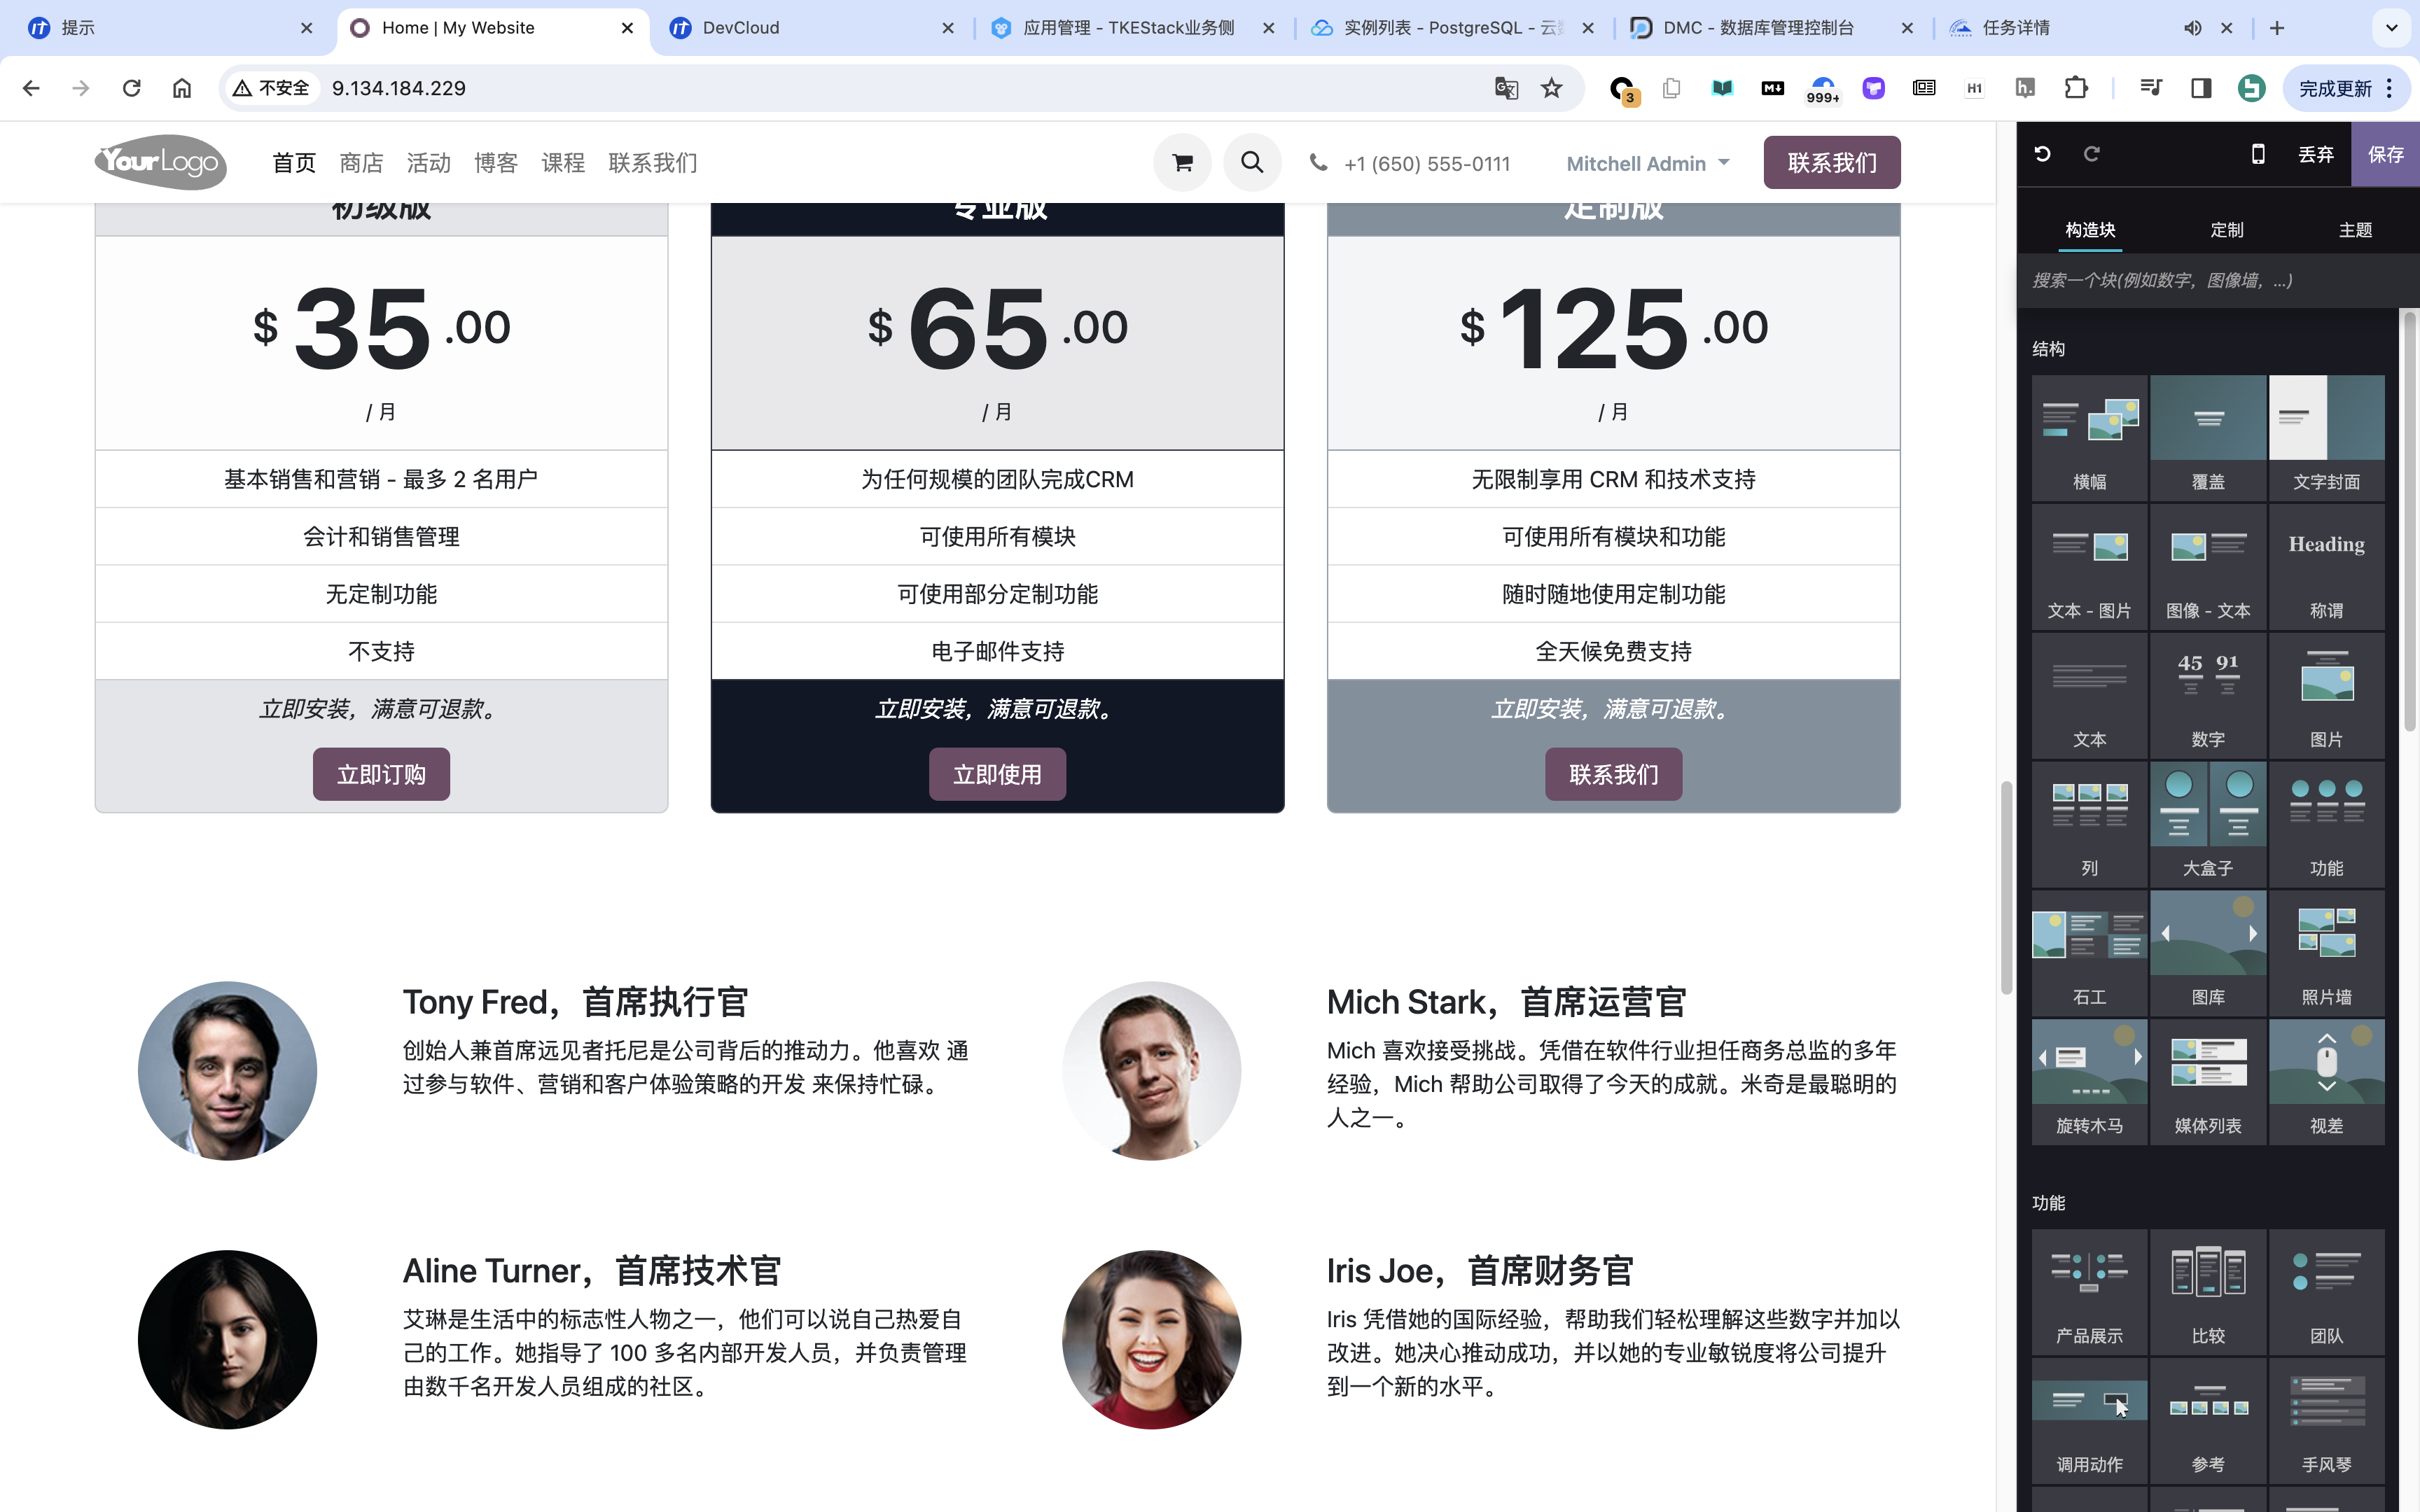 提示
Home | My Website
DevCloud
应用管理 - TKEStack业务侧
实例列表 - PostgreSQL - 云
DMC - 数据库管理控制台
任务详情
不安全
9.134.184.229
3
M
999+
H1
h.
完成更新
YourLogo
首页
商店
活动
博客
课程
联系我们
+1 (650) 555-0111
Mitchell Admin
联系我们
丢弃
保存
初级版
专业版
定制版
$ 35 .00
/ 月
基本销售和营销 - 最多 2 名用户
会计和销售管理
无定制功能
不支持
立即安装，满意可退款。
立即订购
$ 65 .00
/ 月
为任何规模的团队完成CRM
可使用所有模块
可使用部分定制功能
电子邮件支持
立即安装，满意可退款。
立即使用
$ 125 .00
/ 月
无限制享用 CRM 和技术支持
可使用所有模块和功能
随时随地使用定制功能
全天候免费支持
立即安装，满意可退款。
联系我们
Tony Fred，首席执行官
创始人兼首席远见者托尼是公司背后的推动力。他喜欢 通
过参与软件、营销和客户体验策略的开发 来保持忙碌。
Mich Stark，首席运营官
Mich 喜欢接受挑战。凭借在软件行业担任商务总监的多年
经验，Mich 帮助公司取得了今天的成就。米奇是最聪明的
人之一。
Aline Turner，首席技术官
艾琳是生活中的标志性人物之一，他们可以说自己热爱自
己的工作。她指导了 100 多名内部开发人员，并负责管理
由数千名开发人员组成的社区。
Iris Joe，首席财务官
Iris 凭借她的国际经验，帮助我们轻松理解这些数字并加以
改进。她决心推动成功，并以她的专业敏锐度将公司提升
到一个新的水平。
构造块
定制
主题
搜索一个块(例如数字，图像墙，...)
结构
横幅
覆盖
文字封面
文本 - 图片
图像 - 文本
Heading
称谓
文本
45 91
数字
图片
列
大盒子
功能
石工
图库
照片墙
旋转木马
媒体列表
视差
功能
产品展示
比较
团队
调用动作
参考
手风琴